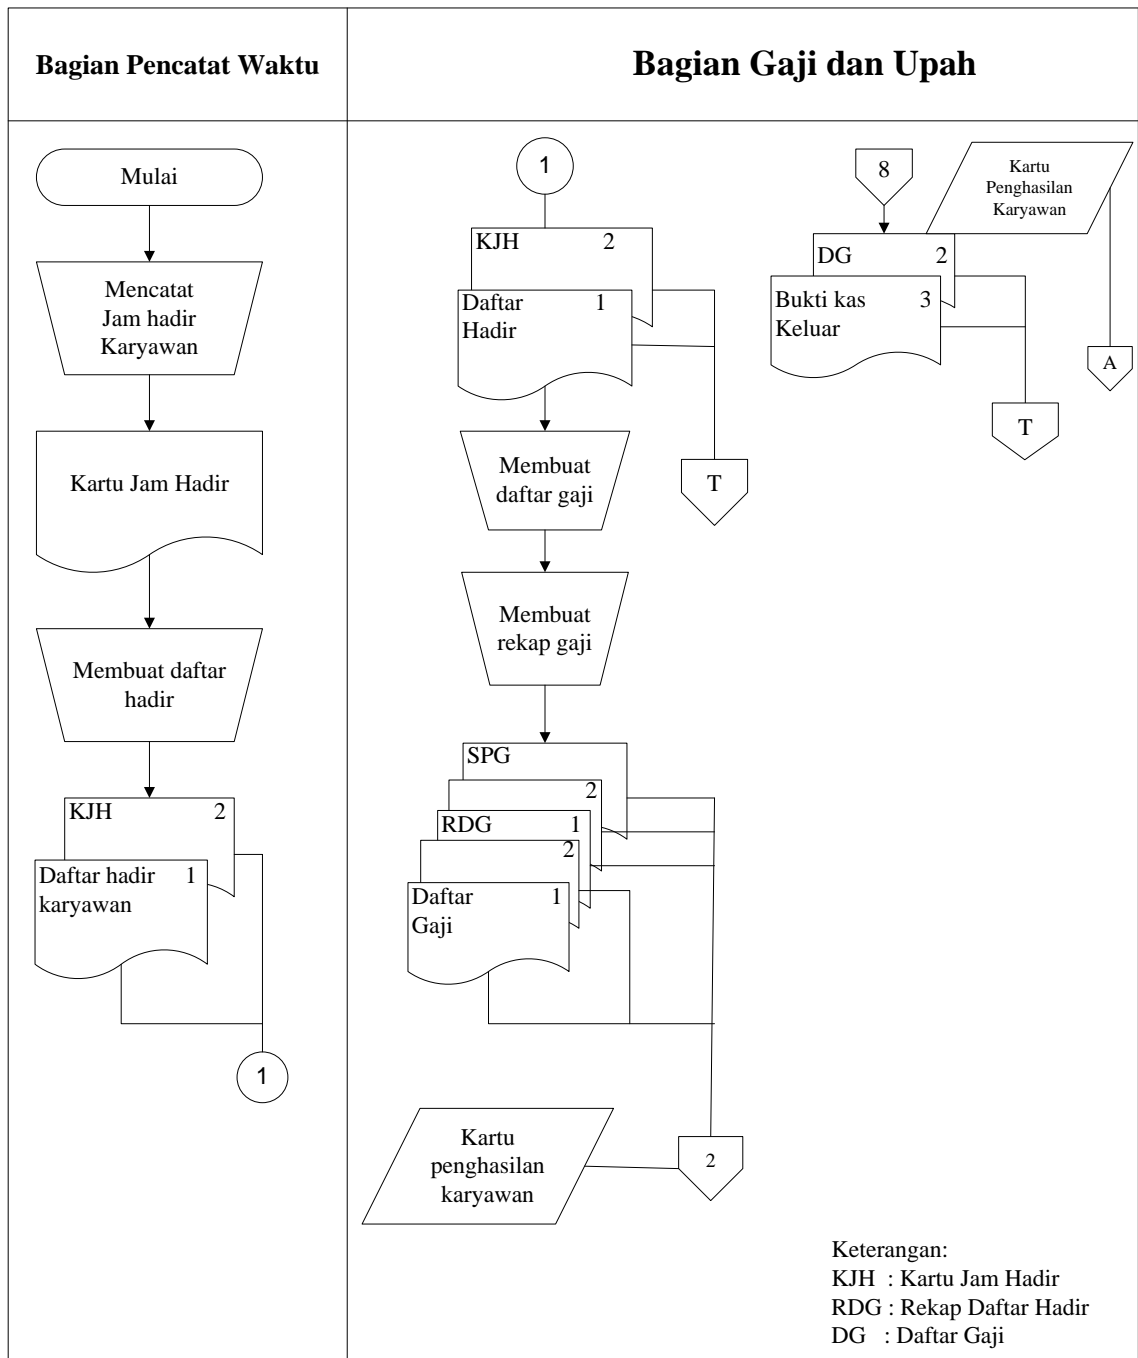 Bagian Pencatat Waktu
Bagian Gaji dan Upah
Mulai
Mencatat
Jam hadir
Karyawan
Kartu Jam Hadir
Membuat daftar
hadir
KJH 2
Daftar hadir 1
karyawan
1
1
KJH 2
Daftar 1
Hadir
T
Membuat
daftar gaji
Membuat
rekap gaji
SPG
2
RDG 1
2
Daftar 1
Gaji
Kartu
penghasilan
karyawan
2
8
DG 2
Bukti kas 3
Keluar
T
Kartu
Penghasilan
Karyawan
A
Keterangan:
KJH : Kartu Jam Hadir
RDG : Rekap Daftar Hadir
DG : Daftar Gaji